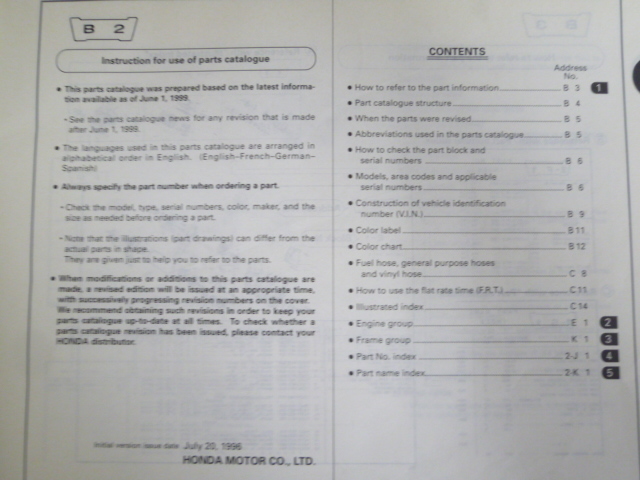 B 2
Instruction for use of parts catalogue
• This parts catalogue was prepared based on the latest informa-
tion available as of June 1, 1999.
- See the parts catalogue news for any revision that is made
after June 1, 1999.
• The languages used in this parts catalogue are arranged in
alphabetical order in English. (English-French-German-
Spanish)
• Always specify the part number when ordering a part.
- Check the model, type, serial numbers, color, maker, and the
size as needed before ordering a part.
- Note that the illustrations (part drawings) can differ from the
actual parts in shape.
They are given just to help you to refer to the parts.
• When modifications or additions to this parts catalogue are
made, a revised edition will be issued at an appropriate time,
with successively progressing revision numbers on the cover.
We recommend obtaining such revisions in order to keep your
parts catalogue up-to-date at all times. To check whether a
parts catalogue revision has been issued, please contact your
HONDA distributor.
Initial version issue date July 20, 1996
HONDA MOTOR CO., LTD.
CONTENTS
Address
No.
• How to refer to the part information B 3 1
• Part catalogue structure B 4
• When the parts were revised B 5
• Abbreviations used in the parts catalogue B 5
• How to check the part block and
serial numbers B 6
• Models, area codes and applicable
serial numbers B 6
• Construction of vehicle identification
number (V.I.N.) B 9
• Color label B 11
• Color chart B 12
• Fuel hose, general purpose hoses
and vinyl hose C 8
• How to use the flat rate time (F.R.T.) C 11
• Illustrated index C 14
• Engine group E 1 2
• Frame group K 1 3
• Part No. index 2-J 1 4
• Part name index 2-K 1 5